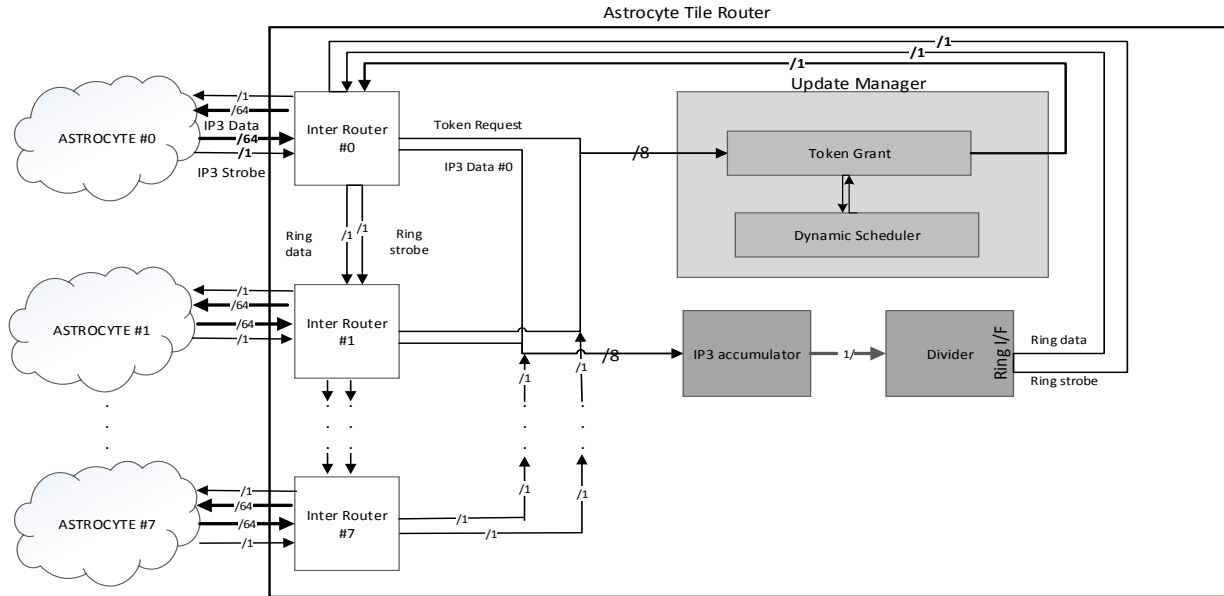 Astrocyte Tile Router
/1
/1
/1
Update Manager
ASTROCYTE #0
/1
/64
IP3 Data
/64
/1
IP3 Strobe
Inter Router
#0
Token Request
IP3 Data #0
/8
Token Grant
Dynamic Scheduler
Ring
data
/1
/1
Ring
strobe
ASTROCYTE #1
/1
/64
/64
/1
Inter Router
#1
/8
/1
/1
IP3 accumulator
1/
Divider
Ring I/F
Ring data
Ring strobe
ASTROCYTE #7
/1
/64
/64
/1
Inter Router
#7
/1
/1
/1
/1